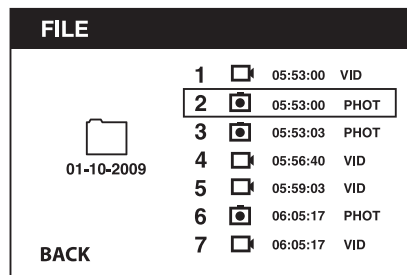 FILE
01-10-2009
1 05:53:00 VID
2 05:53:00 PHOT
3 05:53:03 PHOT
4 05:56:40 VID
5 05:59:03 VID
6 06:05:17 PHOT
7 06:05:17 VID
BACK